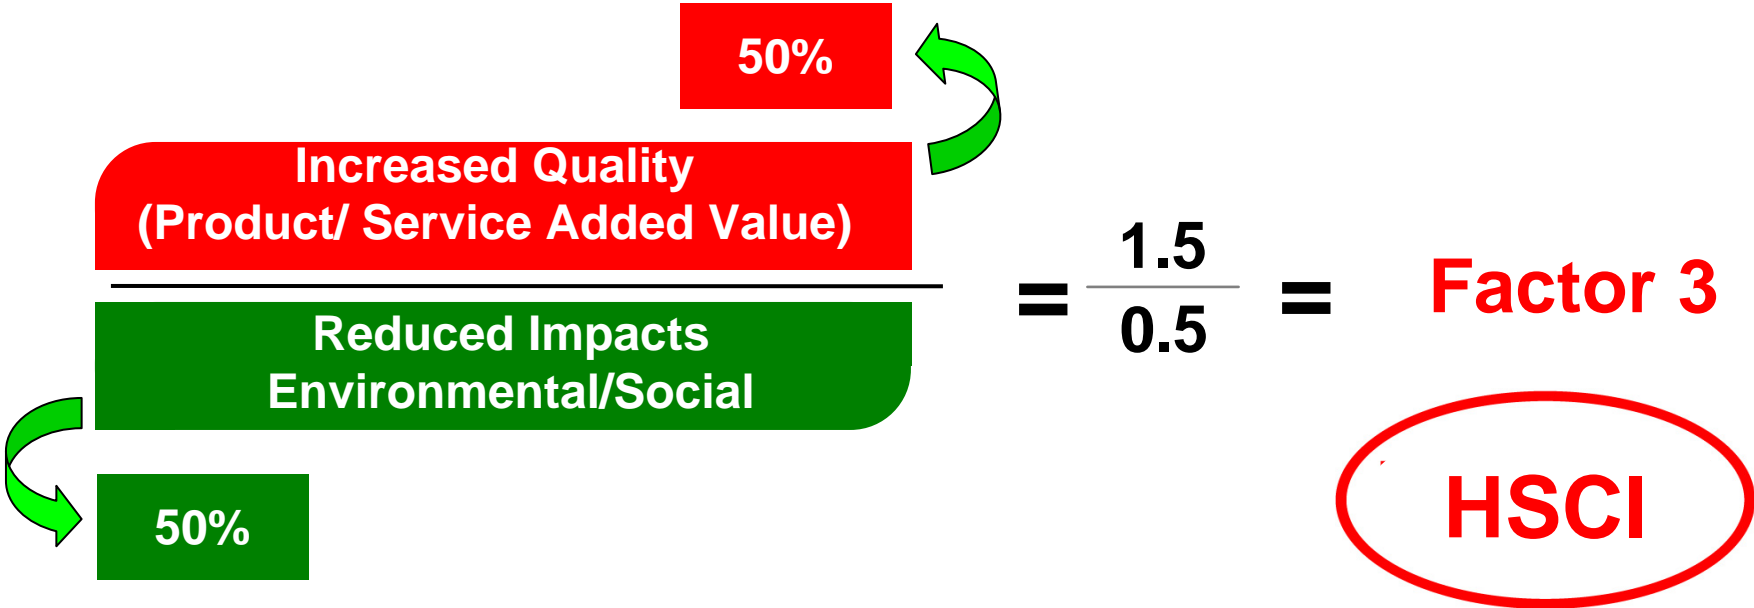 50%
Increased Quality
(Product/ Service Added Value)
Reduced Impacts
Environmental/Social
50%
=
1.5
0.5
=
Factor 3
HSCI